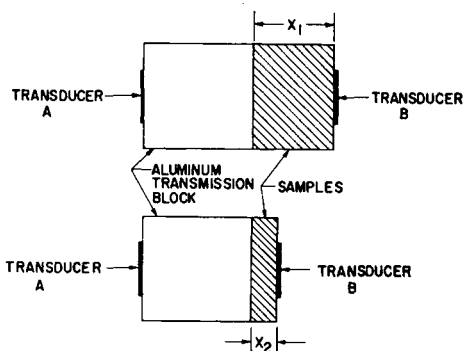 X1
TRANSDUCER
A
TRANSDUCER
B
ALUMINUM
TRANSMISSION
BLOCK
SAMPLES
TRANSDUCER
A
TRANSDUCER
B
X2